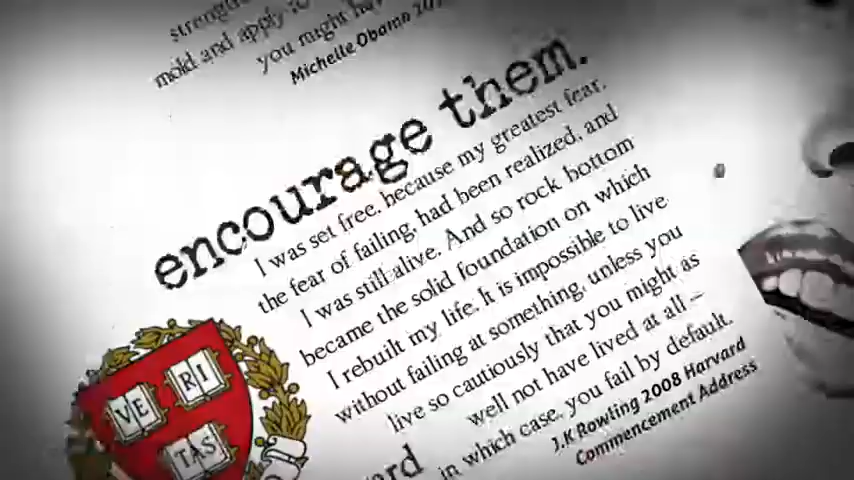 mold and apply it
you might
Michelle Obama
encourage them.
I was set free, because my greatest fear,
the fear of failing, had been realized, and
I was still alive. And so rock bottom
became the solid foundation on which
I rebuilt my life. It is impossible to live
without failing at something, unless you
live so cautiously that you might as
well not have lived at all –
in which case, you fail by default.
J.K Rowling 2008 Harvard
Commencement Address
VE RI
TAS